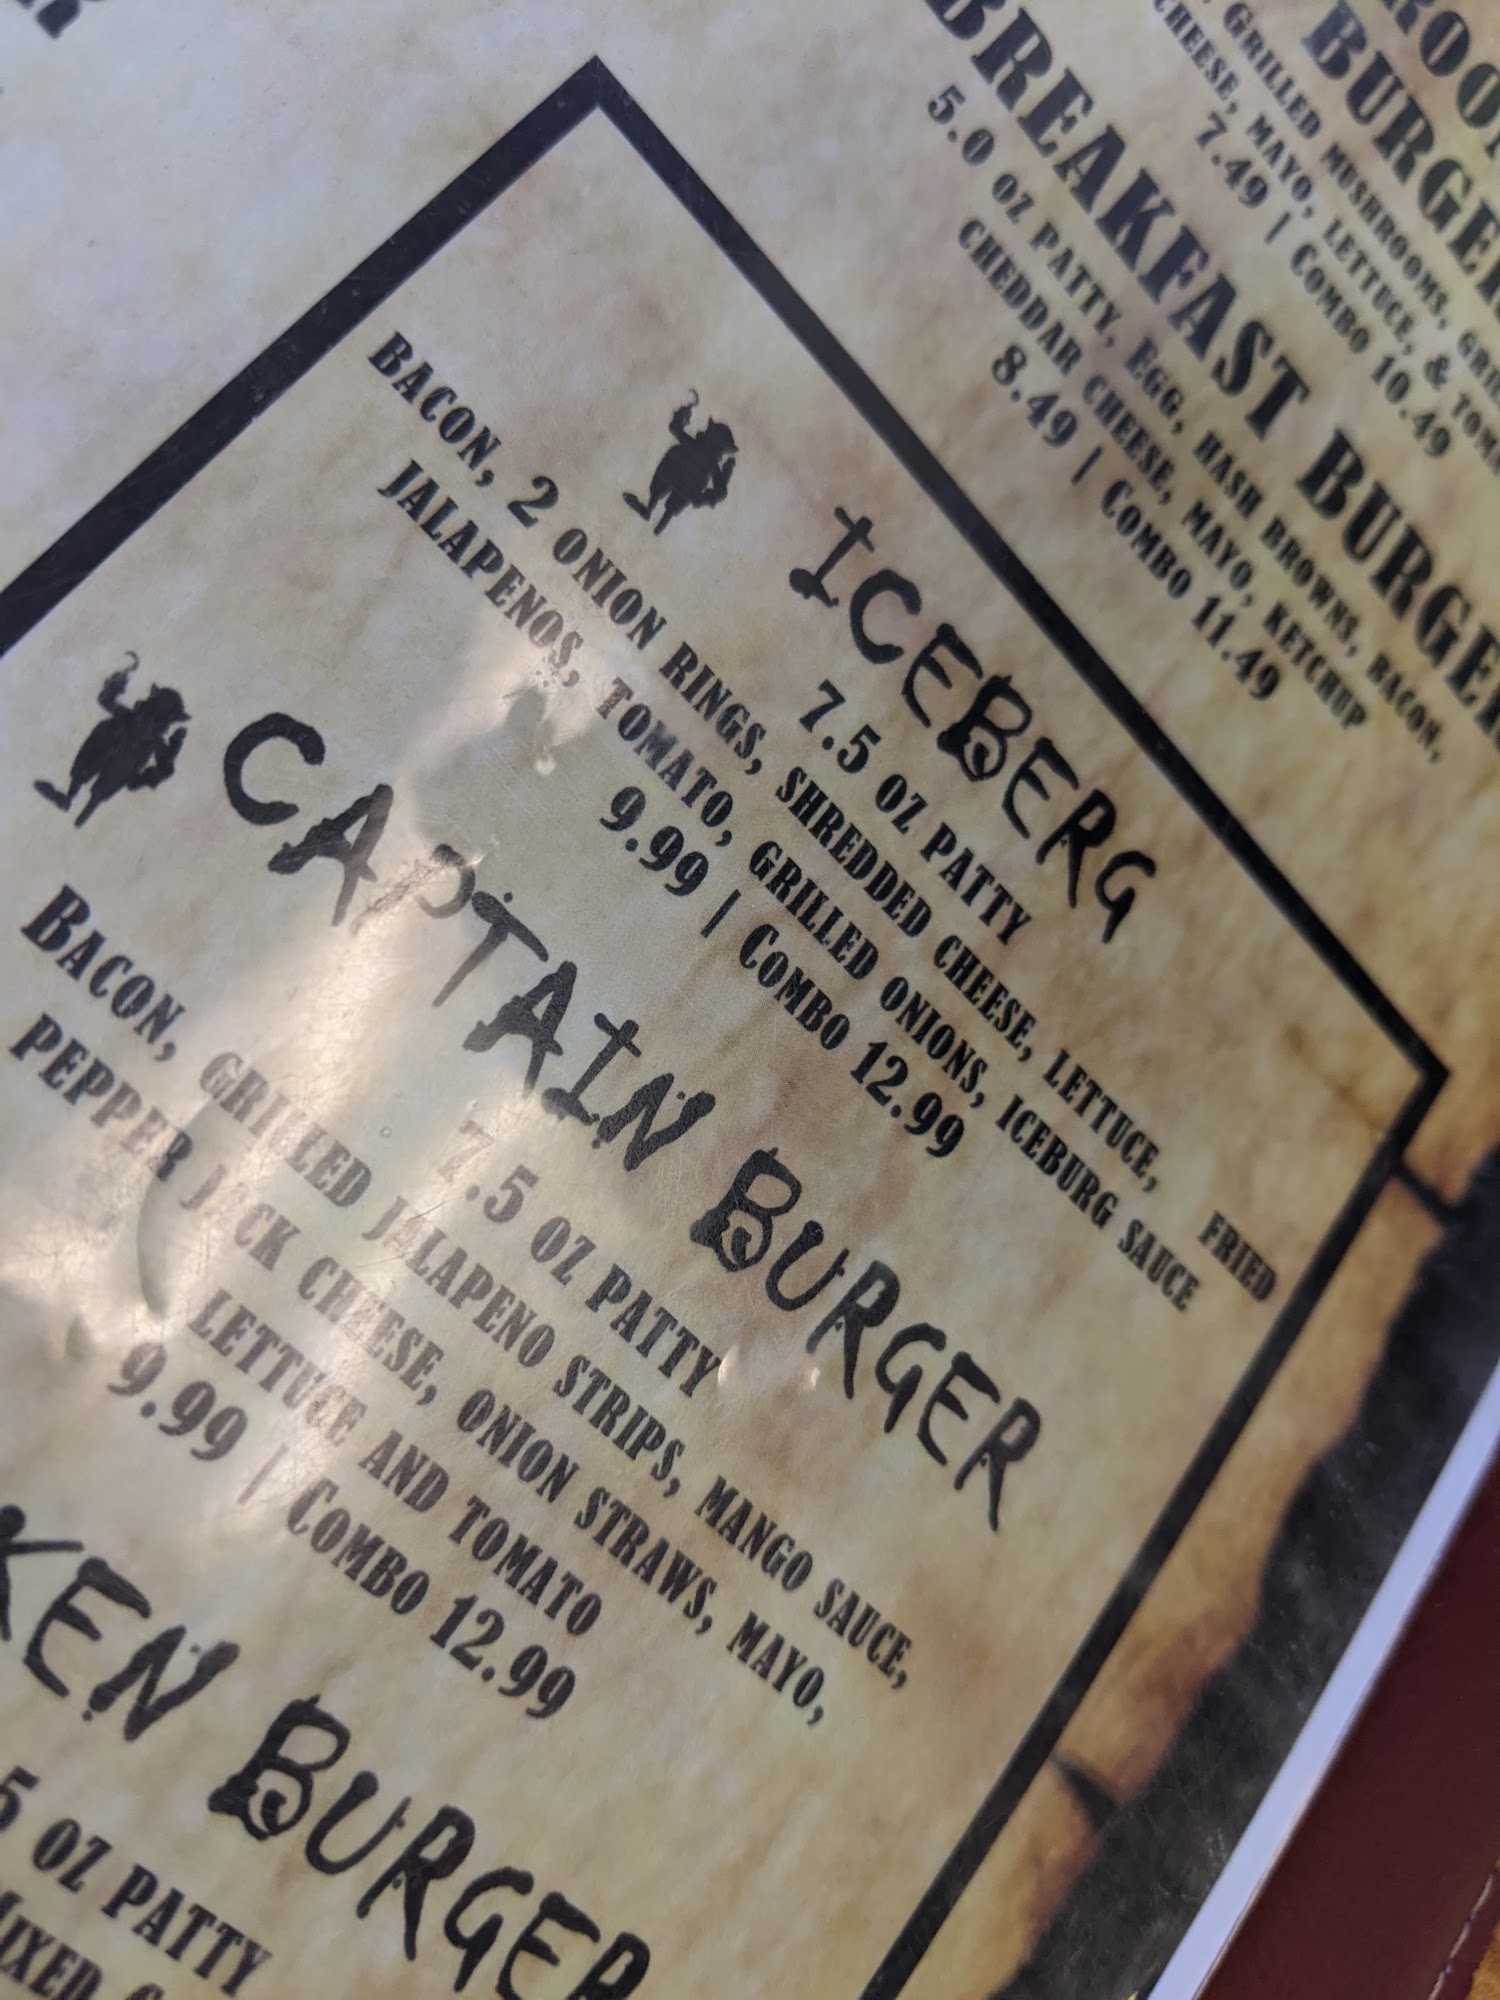 BURGER
GRILLED MUSHROOMS,
CHEESE, MAYO, LETTUCE, &
7.49 | COMBO 10.49
BREAKFAST BURGER
5.0 OZ PATTY, EGG, HASH BROWNS, BACON,
CHEDDAR CHEESE, MAYO, KETCHUP
8.49 | COMBO 11.49
ICEBERG
7.5 OZ PATTY
BACON, 2 ONION RINGS, SHREDDED CHEESE, LETTUCE, FRIED
JALAPENOS, TOMATO, GRILLED ONIONS, ICEBURG SAUCE
9.99 | COMBO 12.99
CAPTAIN BURGER
7.5 OZ PATTY
BACON, GRILLED JALAPENO STRIPS, MANGO SAUCE,
PEPPER JACK CHEESE, ONION STRAWS, MAYO,
LETTUCE AND TOMATO
9.99 | COMBO 12.99
KEN BURGER
5 OZ PATTY
MIXED